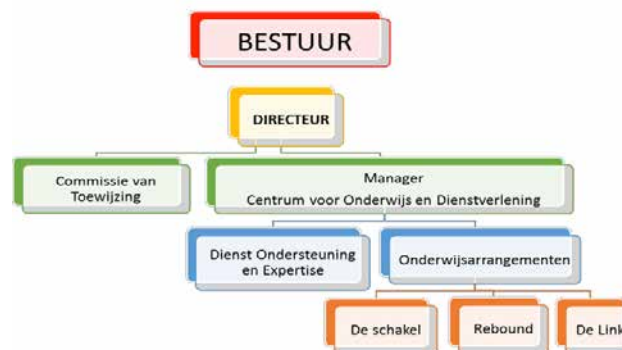 BESTUUR
DIRECTEUR
Commissie van
Toewijzing
Manager
Centrum voor Onderwijs en Dienstverlening
Dienst Ondersteuning
en Expertise
Onderwijsarrangementen
De schakel
Rebound
De Link